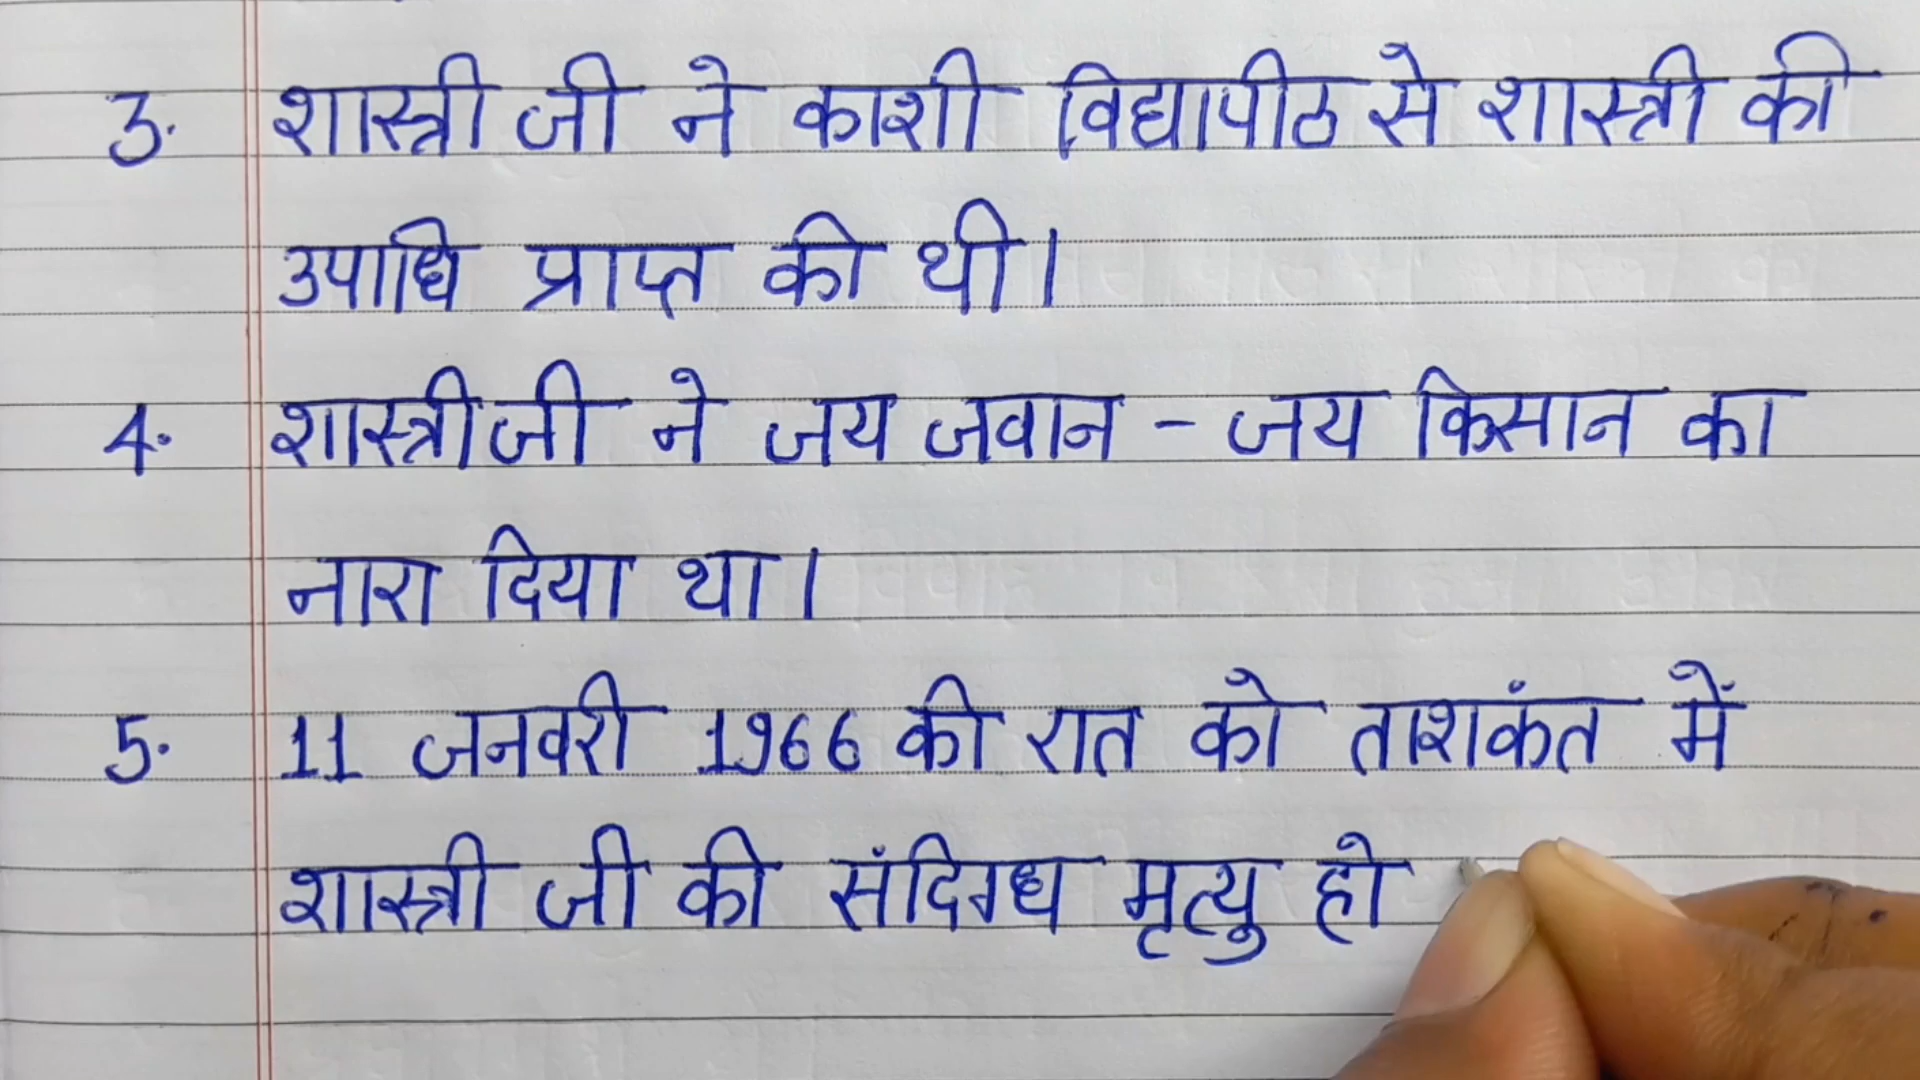 3. शास्त्री जी ने काशी विद्यापीठ से शास्त्री की
उपाधि प्राप्त की थी।
4. शास्त्री जी ने जय जवान - जय किसान का
नारा दिया था।
5. 11 जनवरी 1966 की रात को ताशकंत में
शास्त्री जी की संदिग्ध मृत्यु हो